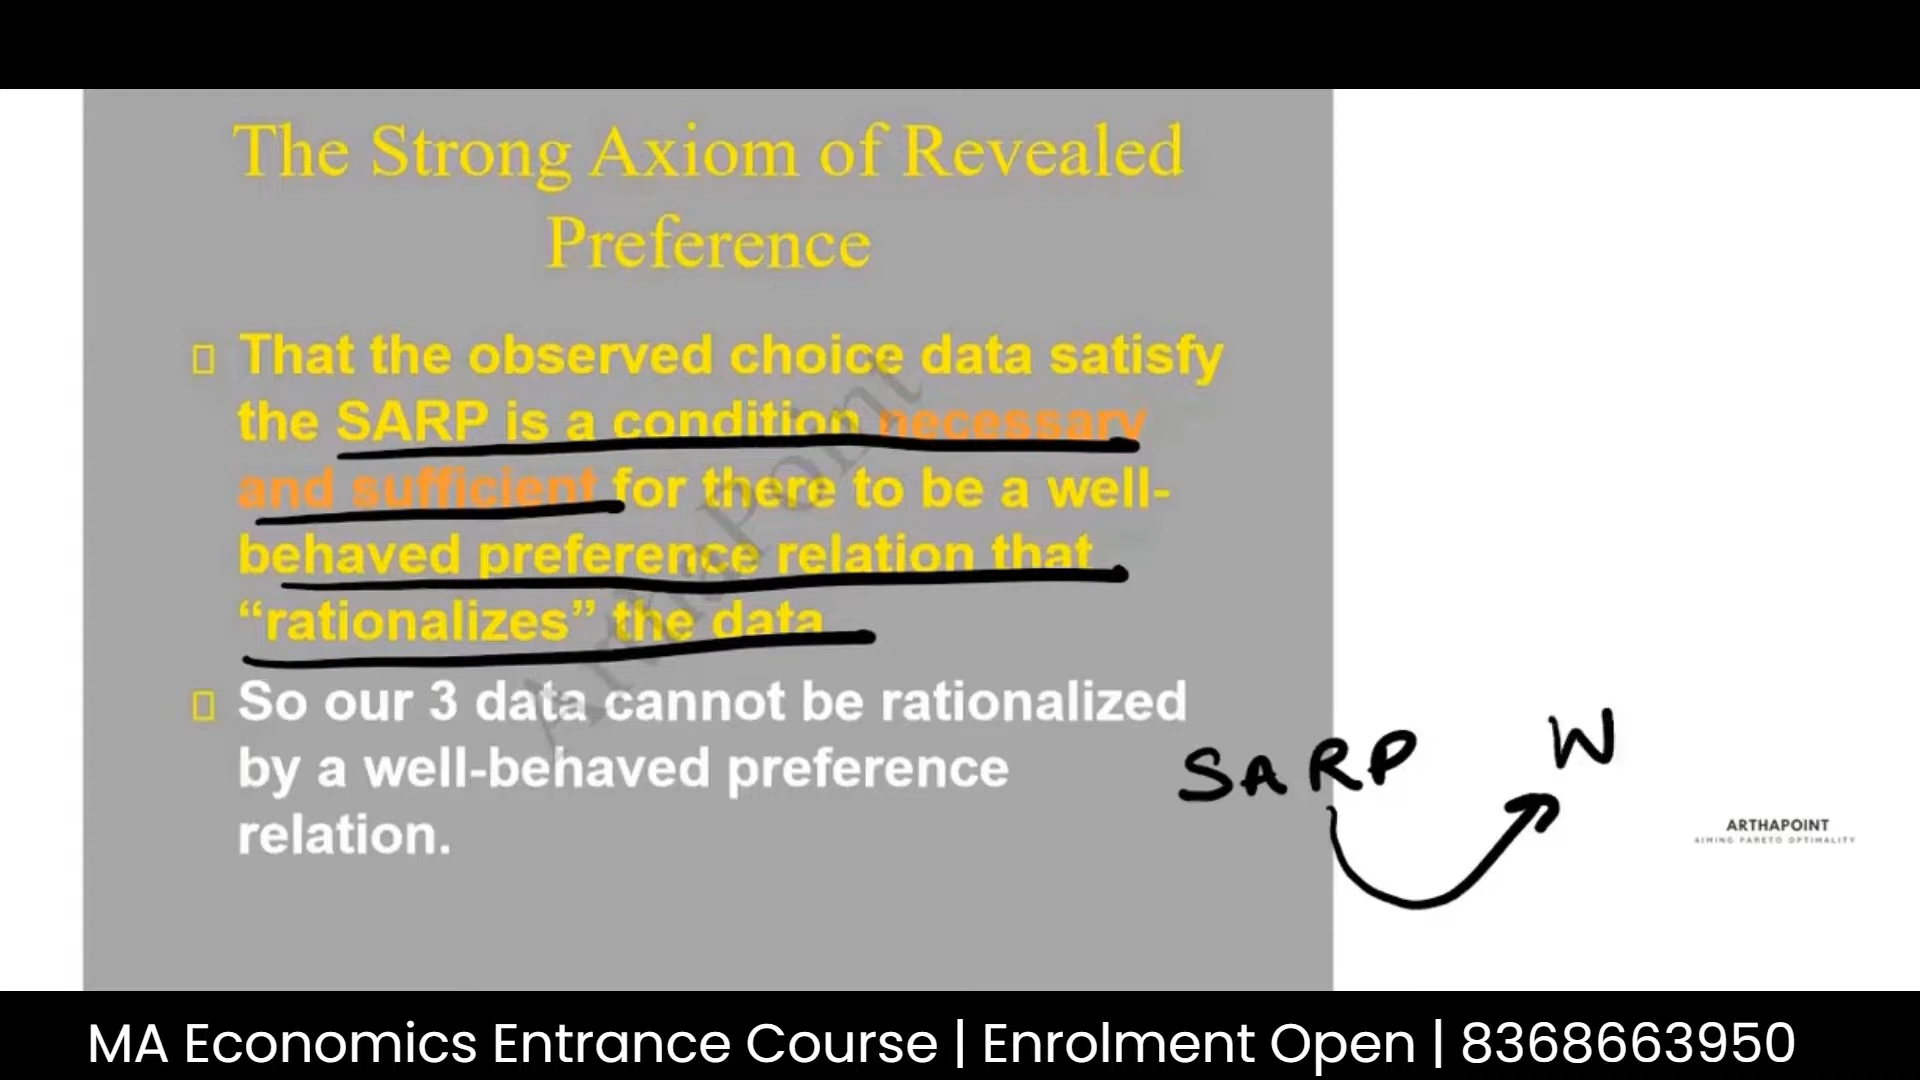 The Strong Axiom of Revealed
Preference
That the observed choice data satisfy
the SARP is a condition necessary
and sufficient for there to be a well-
behaved preference relation that
“rationalizes” the data
So our 3 data cannot be rationalized
by a well-behaved preference
relation.
SARP W
ArthaPoint
ARTHAPOINT
AIMING PARETO OPTIMALITY
MA Economics Entrance Course | Enrolment Open | 8368663950